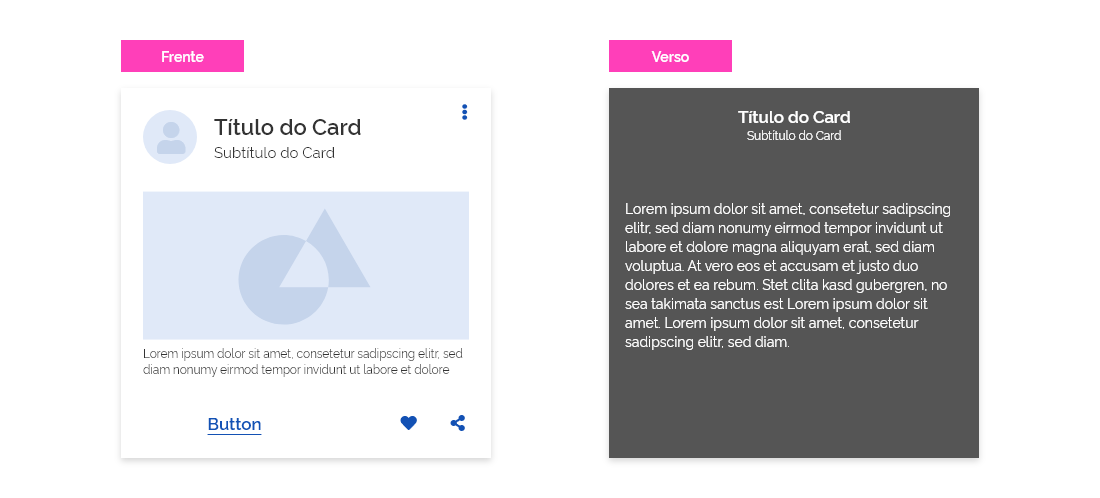 Frente
Título do Card
Subtítulo do Card
Lorem ipsum dolor sit amet, consetetur sadipscing elitr, sed
diam nonumy eirmod tempor invidunt ut labore et dolore
Button
Verso
Título do Card
Subtítulo do Card
Lorem ipsum dolor sit amet, consetetur sadipscing
elitr, sed diam nonumy eirmod tempor invidunt ut
labore et dolore magna aliquyam erat, sed diam
voluptua. At vero eos et accusam et justo duo
dolores et ea rebum. Stet clita kasd gubergren, no
sea takimata sanctus est Lorem ipsum dolor sit
amet. Lorem ipsum dolor sit amet, consetetur
sadipscing elitr, sed diam.